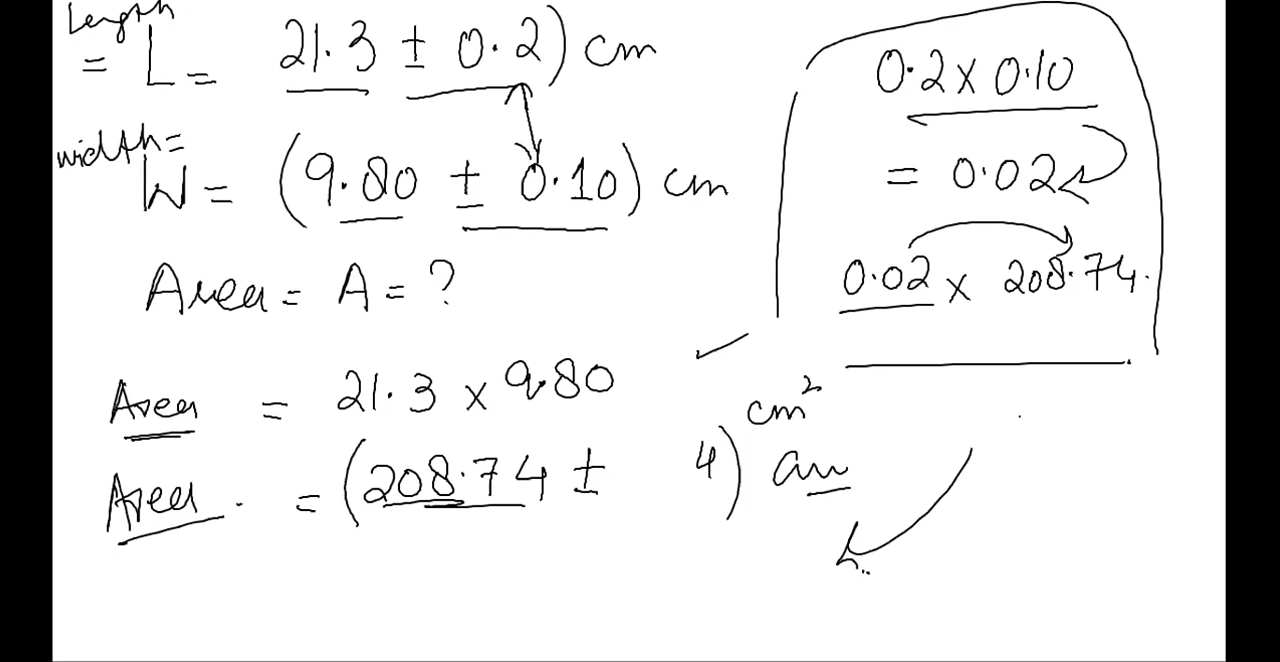 Length
= L = 21.3 ± 0.2) cm
width =
W = (9.80 ± 0.10) cm
Area = A = ?
Area = 21.3 x 9.80
cm²
Area = (208.74 ± 4)
0.2 x 0.10
= 0.02
0.02 x 208.74.